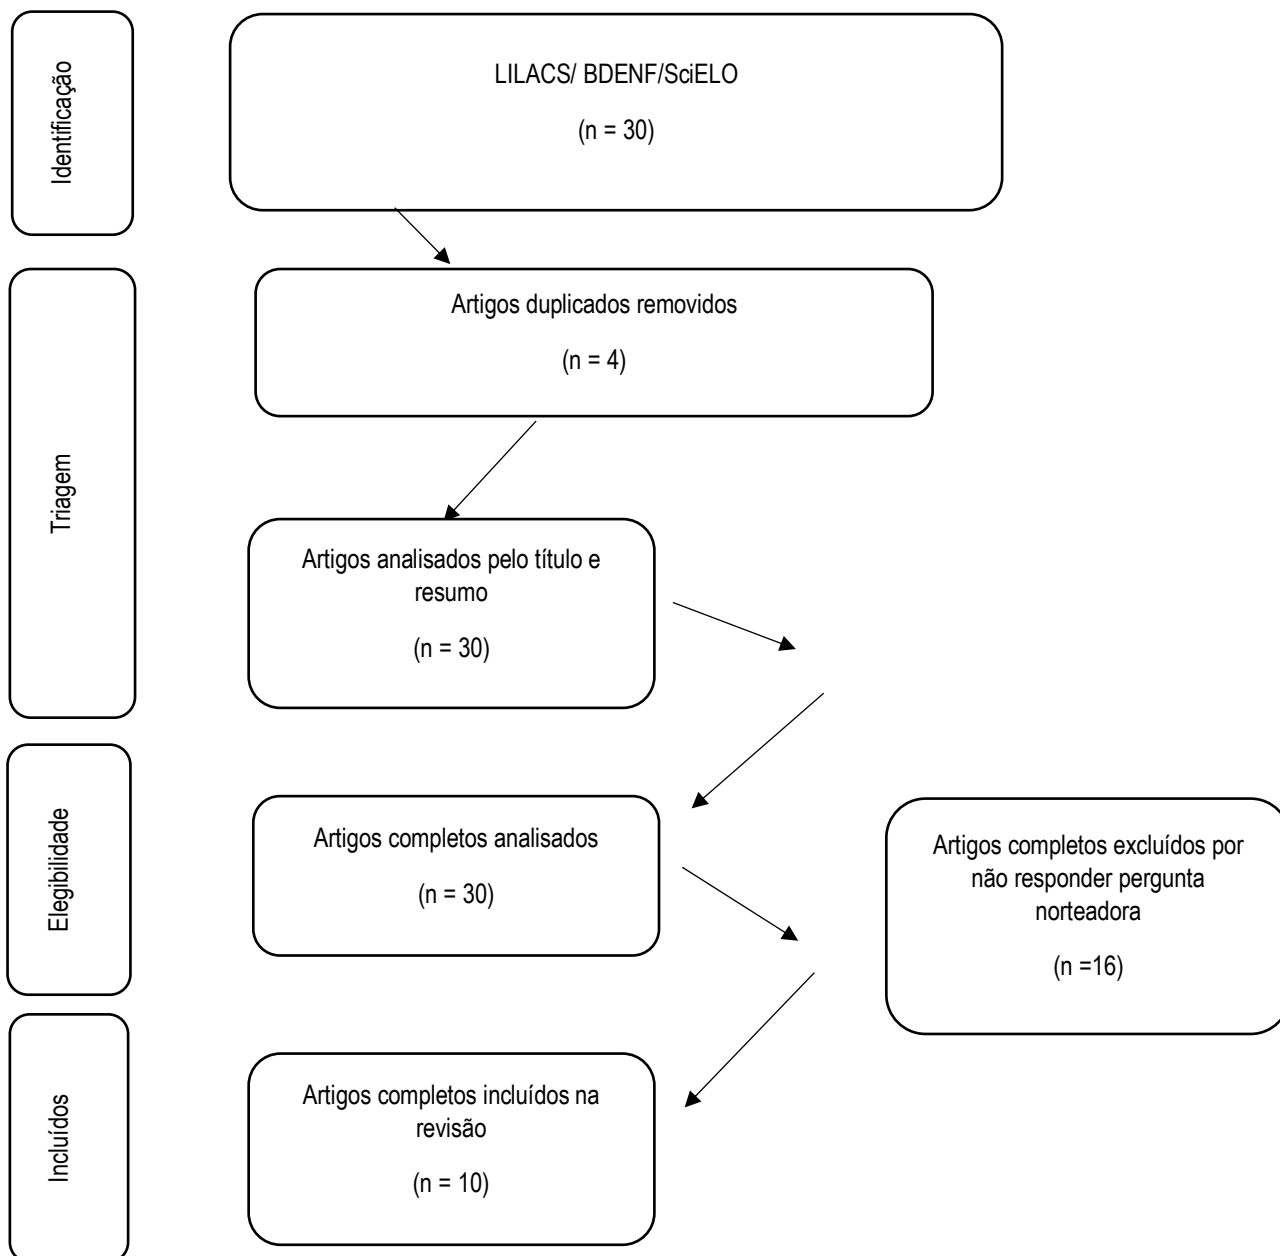 Identificação
LILACS/ BDENF/SciELO
(n = 30)
Triagem
Artigos duplicados removidos
(n = 4)
Artigos analisados pelo título e
resumo
(n = 30)
Elegibilidade
Artigos completos analisados
(n = 30)
Artigos completos excluídos por
não responder pergunta
norteadora
(n =16)
Incluídos
Artigos completos incluídos na
revisão
(n = 10)